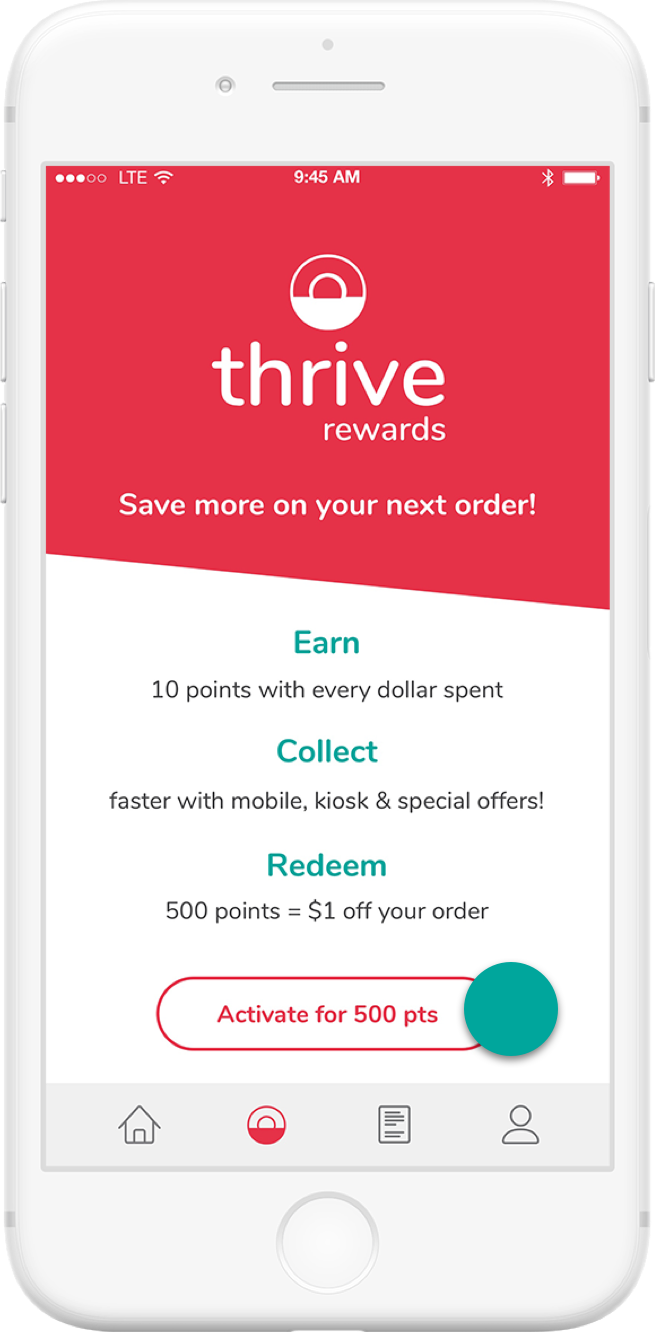 LTE 9:45 AM
thrive
rewards
Save more on your next order!
Earn
10 points with every dollar spent
Collect
faster with mobile, kiosk & special offers!
Redeem
500 points = $1 off your order
Activate for 500 pts